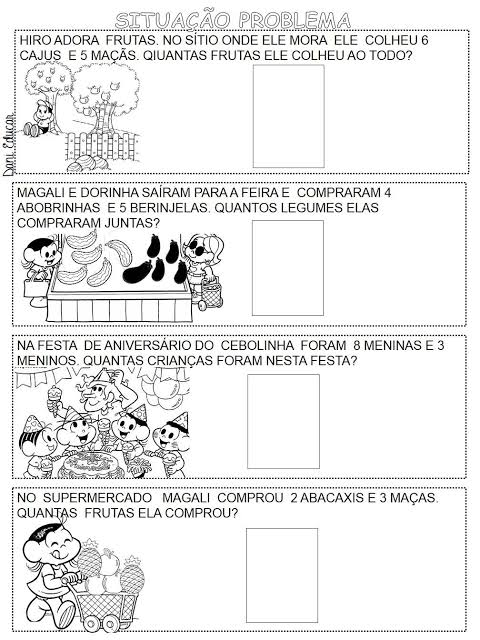 SITUAÇÃO PROBLEMA
HIRO ADORA FRUTAS. NO SÍTIO ONDE ELE MORA ELE COLHEU 6
CAJUS E 5 MAÇÃS. QIUANTAS FRUTAS ELE COLHEU AO TODO?
Dani Educar
MAGALI E DORINHA SAÍRAM PARA A FEIRA E COMPRARAM 4
ABOBRINHAS E 5 BERINJELAS. QUANTOS LEGUMES ELAS
COMPRARAM JUNTAS?
NA FESTA DE ANIVERSÁRIO DO CEBOLINHA FORAM 8 MENINAS E 3
MENINOS. QUANTAS CRIANÇAS FORAM NESTA FESTA?
NO SUPERMERCADO MAGALI COMPROU 2 ABACAXIS E 3 MAÇAS.
QUANTAS FRUTAS ELA COMPROU?